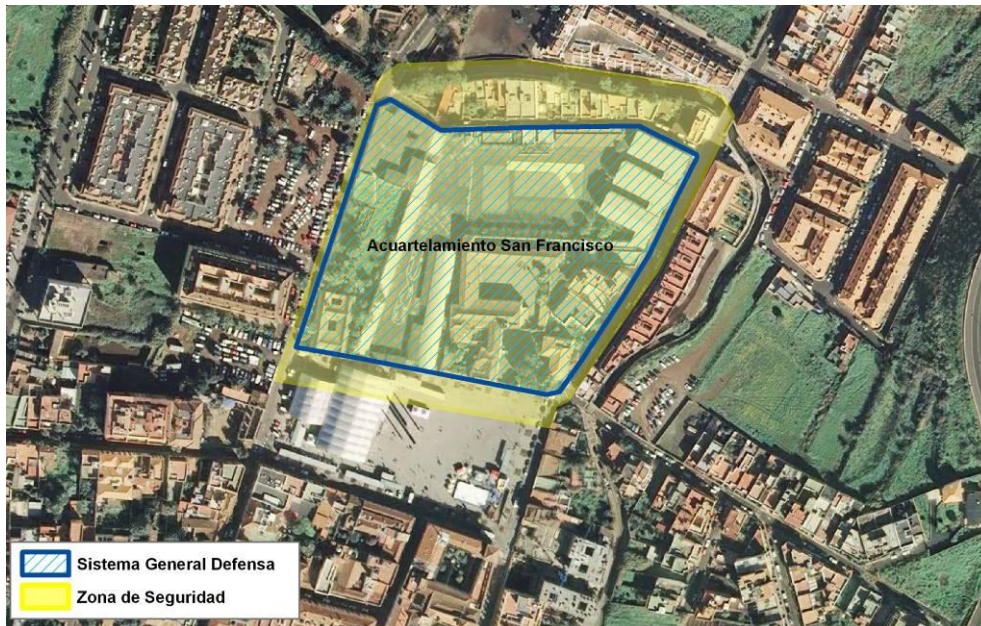 Acuartelamiento San Francisco
Sistema General Defensa
Zona de Seguridad